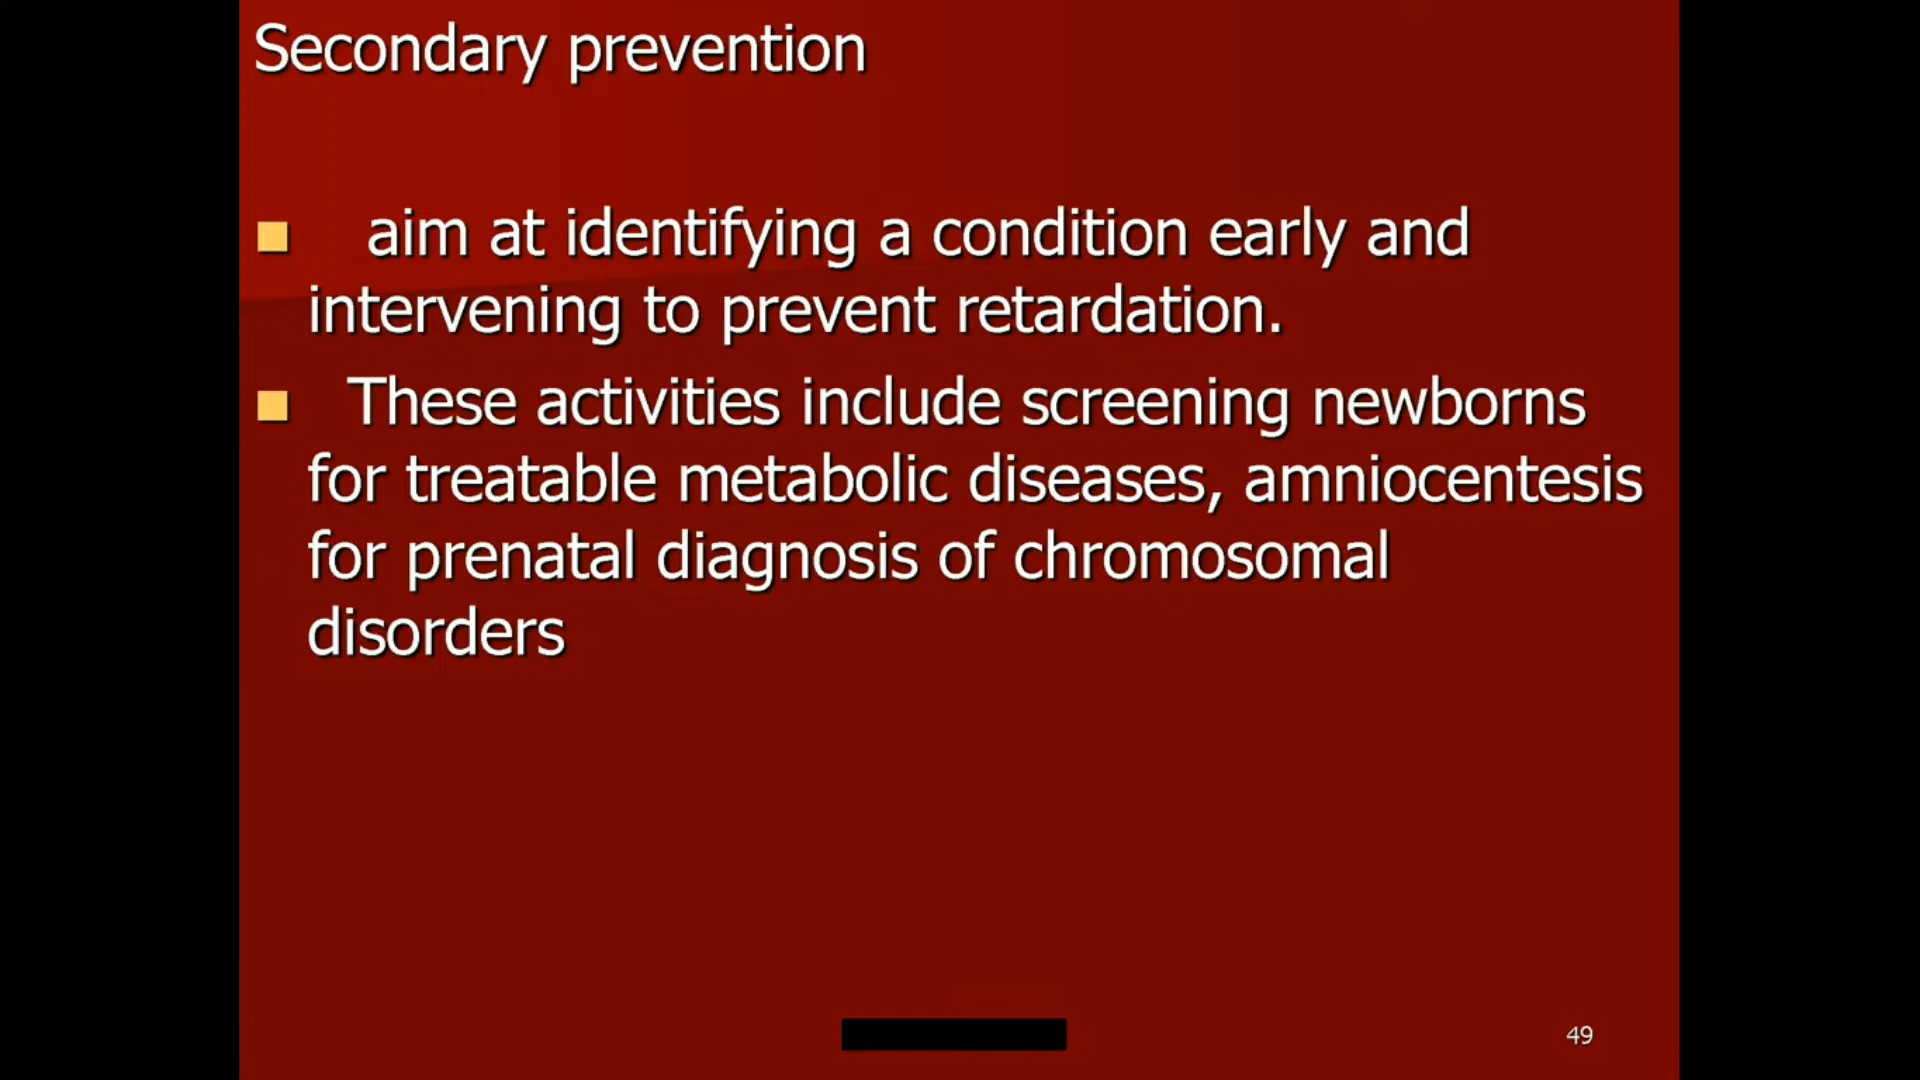 Secondary prevention
aim at identifying a condition early and
intervening to prevent retardation.
These activities include screening newborns
for treatable metabolic diseases, amniocentesis
for prenatal diagnosis of chromosomal
disorders
49